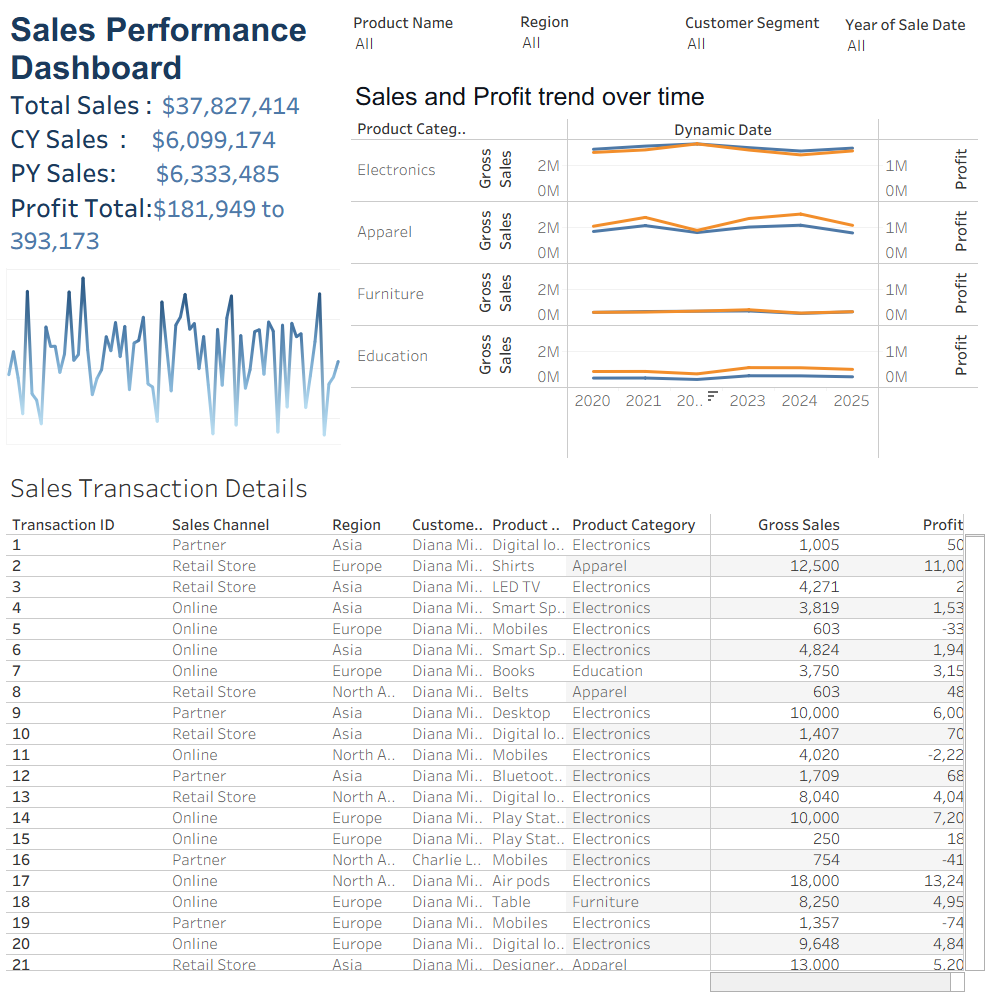 Sales Performance
Dashboard
Total Sales : $37,827,414
CY Sales : $6,099,174
PY Sales: $6,333,485
Profit Total:$181,949 to
393,173
Product Name Region Customer Segment Year of Sale Date
All All All All
Sales and Profit trend over time
Product Categ.. Dynamic Date
Electronics Gross Sales 2M 0M 1M 0M Profit
Apparel Gross Sales 2M 0M 1M 0M Profit
Furniture Gross Sales 2M 0M 1M 0M Profit
Education Gross Sales 2M 0M 1M 0M Profit
2020 2021 20.. 2023 2024 2025
Sales Transaction Details
Transaction ID Sales Channel Region Custome.. Product .. Product Category Gross Sales Profit
1 Partner Asia Diana Mi.. Digital Io.. Electronics 1,005 50
2 Retail Store Europe Diana Mi.. Shirts Apparel 12,500 11,00
3 Retail Store Asia Diana Mi.. LED TV Electronics 4,271 2
4 Online Asia Diana Mi.. Smart Sp.. Electronics 3,819 1,53
5 Online Europe Diana Mi.. Mobiles Electronics 603 -33
6 Online Asia Diana Mi.. Smart Sp.. Electronics 4,824 1,94
7 Online Europe Diana Mi.. Books Education 3,750 3,15
8 Retail Store North A.. Diana Mi.. Belts Apparel 603 48
9 Partner Asia Diana Mi.. Desktop Electronics 10,000 6,00
10 Retail Store Asia Diana Mi.. Digital Io.. Electronics 1,407 70
11 Online North A.. Diana Mi.. Mobiles Electronics 4,020 -2,22
12 Partner Asia Diana Mi.. Bluetoot.. Electronics 1,709 68
13 Retail Store North A.. Diana Mi.. Digital Io.. Electronics 8,040 4,04
14 Online Europe Diana Mi.. Play Stat.. Electronics 10,000 7,20
15 Online Europe Diana Mi.. Play Stat.. Electronics 250 18
16 Partner North A.. Charlie L.. Mobiles Electronics 754 -41
17 Online North A.. Diana Mi.. Air pods Electronics 18,000 13,24
18 Online Europe Diana Mi.. Table Furniture 8,250 4,95
19 Partner Europe Diana Mi.. Mobiles Electronics 1,357 -74
20 Online Europe Diana Mi.. Digital Io.. Electronics 9,648 4,84
21 Retail Store Asia Diana Mi.. Designer.. Apparel 13,000 5,20